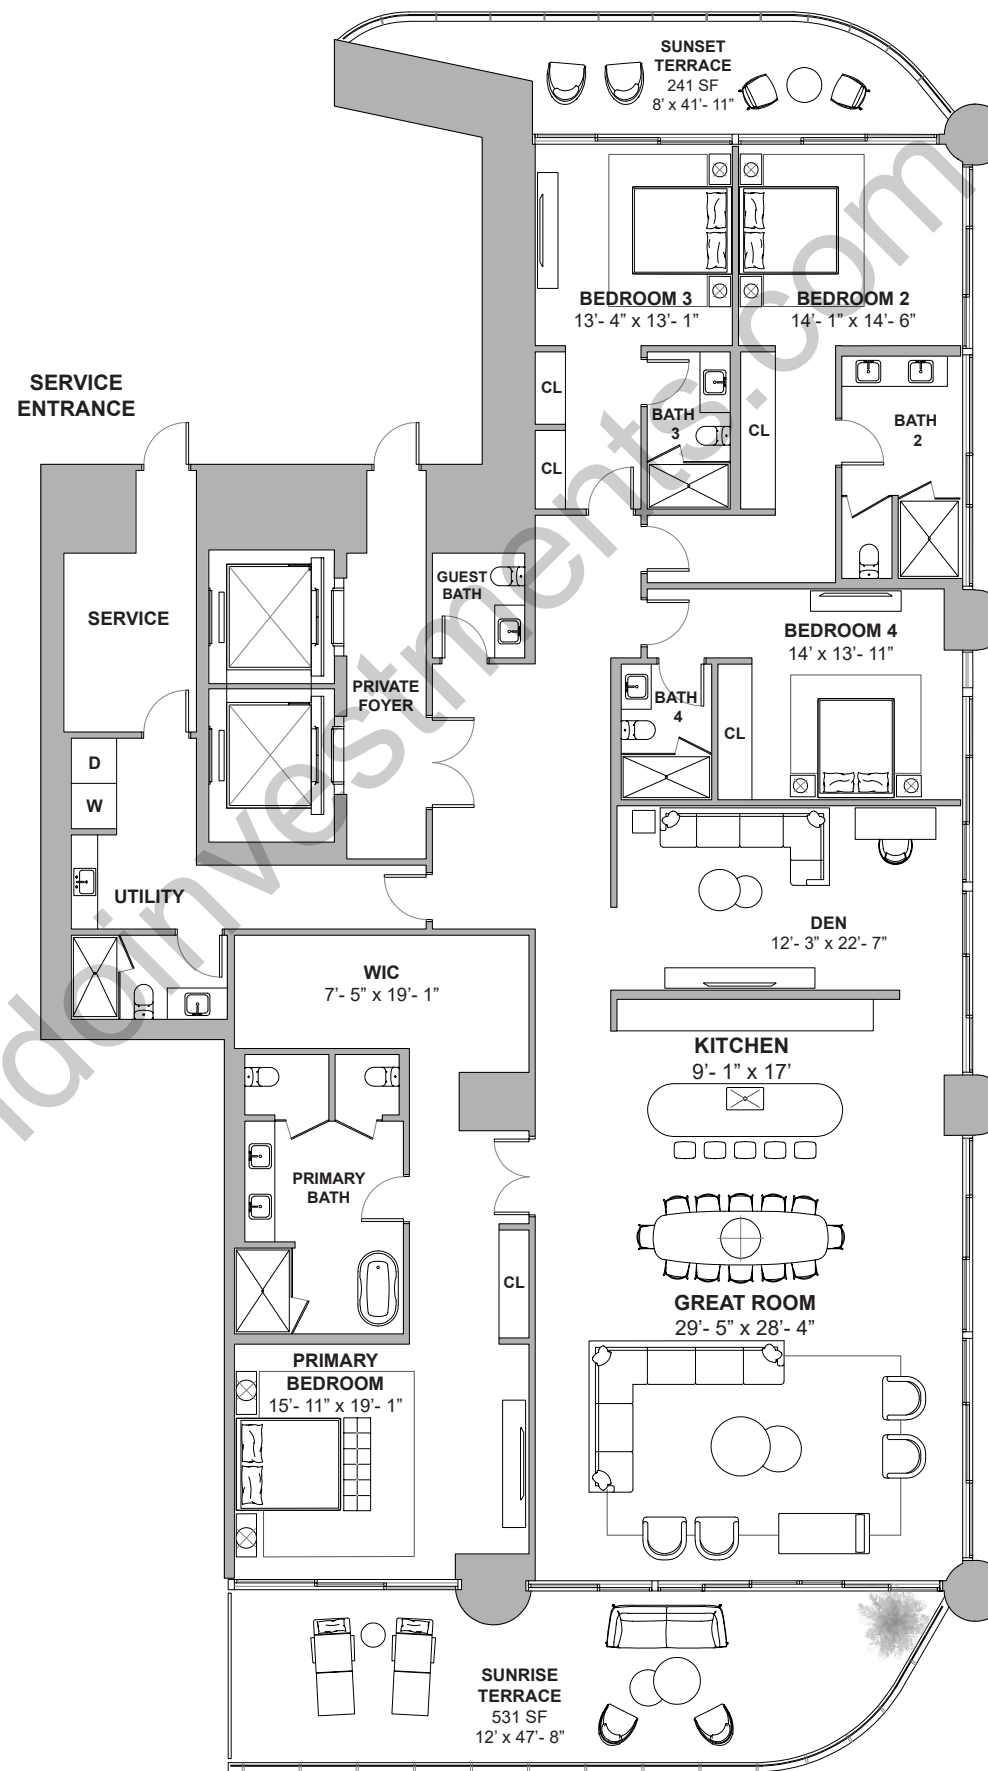 SUNSET
TERRACE
241 SF
8' x 41'- 11"
BEDROOM 3
13'- 4" x 13'- 1"
BEDROOM 2
14'- 1" x 14'- 6"
SERVICE
ENTRANCE
CL
CL
BATH
3
CL
BATH
2
GUEST
BATH
SERVICE
BEDROOM 4
14' x 13'- 11"
PRIVATE
FOYER
BATH
4
CL
D
W
UTILITY
DEN
12'- 3" x 22'- 7"
WIC
7'- 5" x 19'- 1"
KITCHEN
9'- 1" x 17'
PRIMARY
BATH
CL
GREAT ROOM
29'- 5" x 28'- 4"
PRIMARY
BEDROOM
15'- 11" x 19'- 1"
SUNRISE
TERRACE
531 SF
12' x 47'- 8"
doinvestments.com